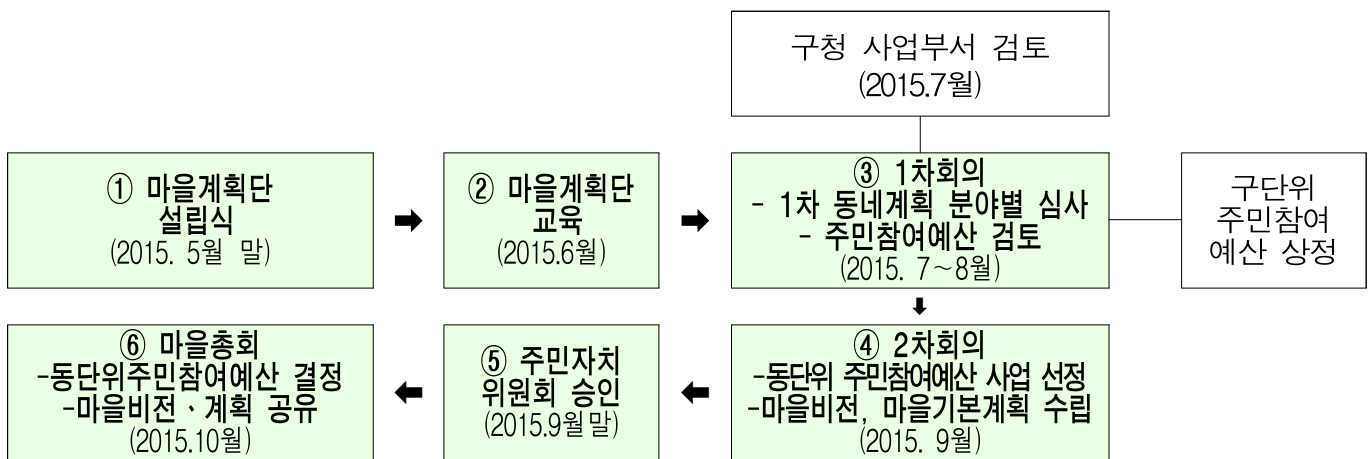 구청 사업부서 검토
(2015.7월)
① 마을계획단
설립식
(2015. 5월 말)
② 마을계획단
교육
(2015.6월)
③ 1차회의
- 1차 동네계획 분야별 심사
- 주민참여예산 검토
(2015. 7~8월)
구단위
주민참여
예산 상정
④ 2차회의
-동단위 주민참여예산 사업 선정
-마을비전, 마을기본계획 수립
(2015. 9월)
⑤ 주민자치
위원회 승인
(2015.9월말)
⑥ 마을총회
-동단위주민참여예산 결정
-마을비전·계획 공유
(2015.10월)